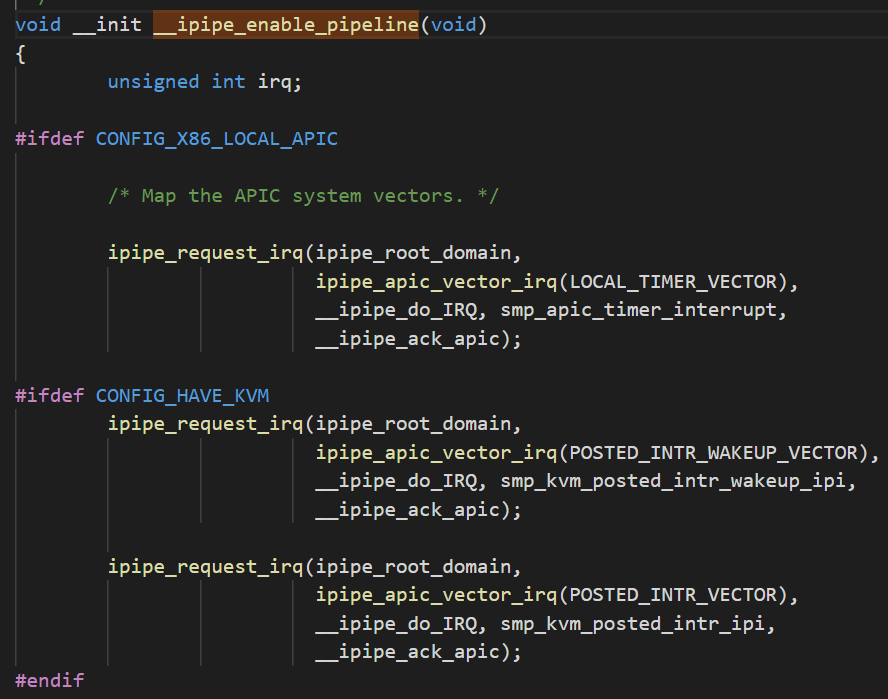 */
void __init __ipipe_enable_pipeline(void)
{
        unsigned int irq;

#ifdef CONFIG_X86_LOCAL_APIC

        /* Map the APIC system vectors. */

        ipipe_request_irq(ipipe_root_domain,
                          ipipe_apic_vector_irq(LOCAL_TIMER_VECTOR),
                          __ipipe_do_IRQ, smp_apic_timer_interrupt,
                          __ipipe_ack_apic);

#ifdef CONFIG_HAVE_KVM
        ipipe_request_irq(ipipe_root_domain,
                          ipipe_apic_vector_irq(POSTED_INTR_WAKEUP_VECTOR),
                          __ipipe_do_IRQ, smp_kvm_posted_intr_wakeup_ipi,
                          __ipipe_ack_apic);

        ipipe_request_irq(ipipe_root_domain,
                          ipipe_apic_vector_irq(POSTED_INTR_VECTOR),
                          __ipipe_do_IRQ, smp_kvm_posted_intr_ipi,
                          __ipipe_ack_apic);
#endif